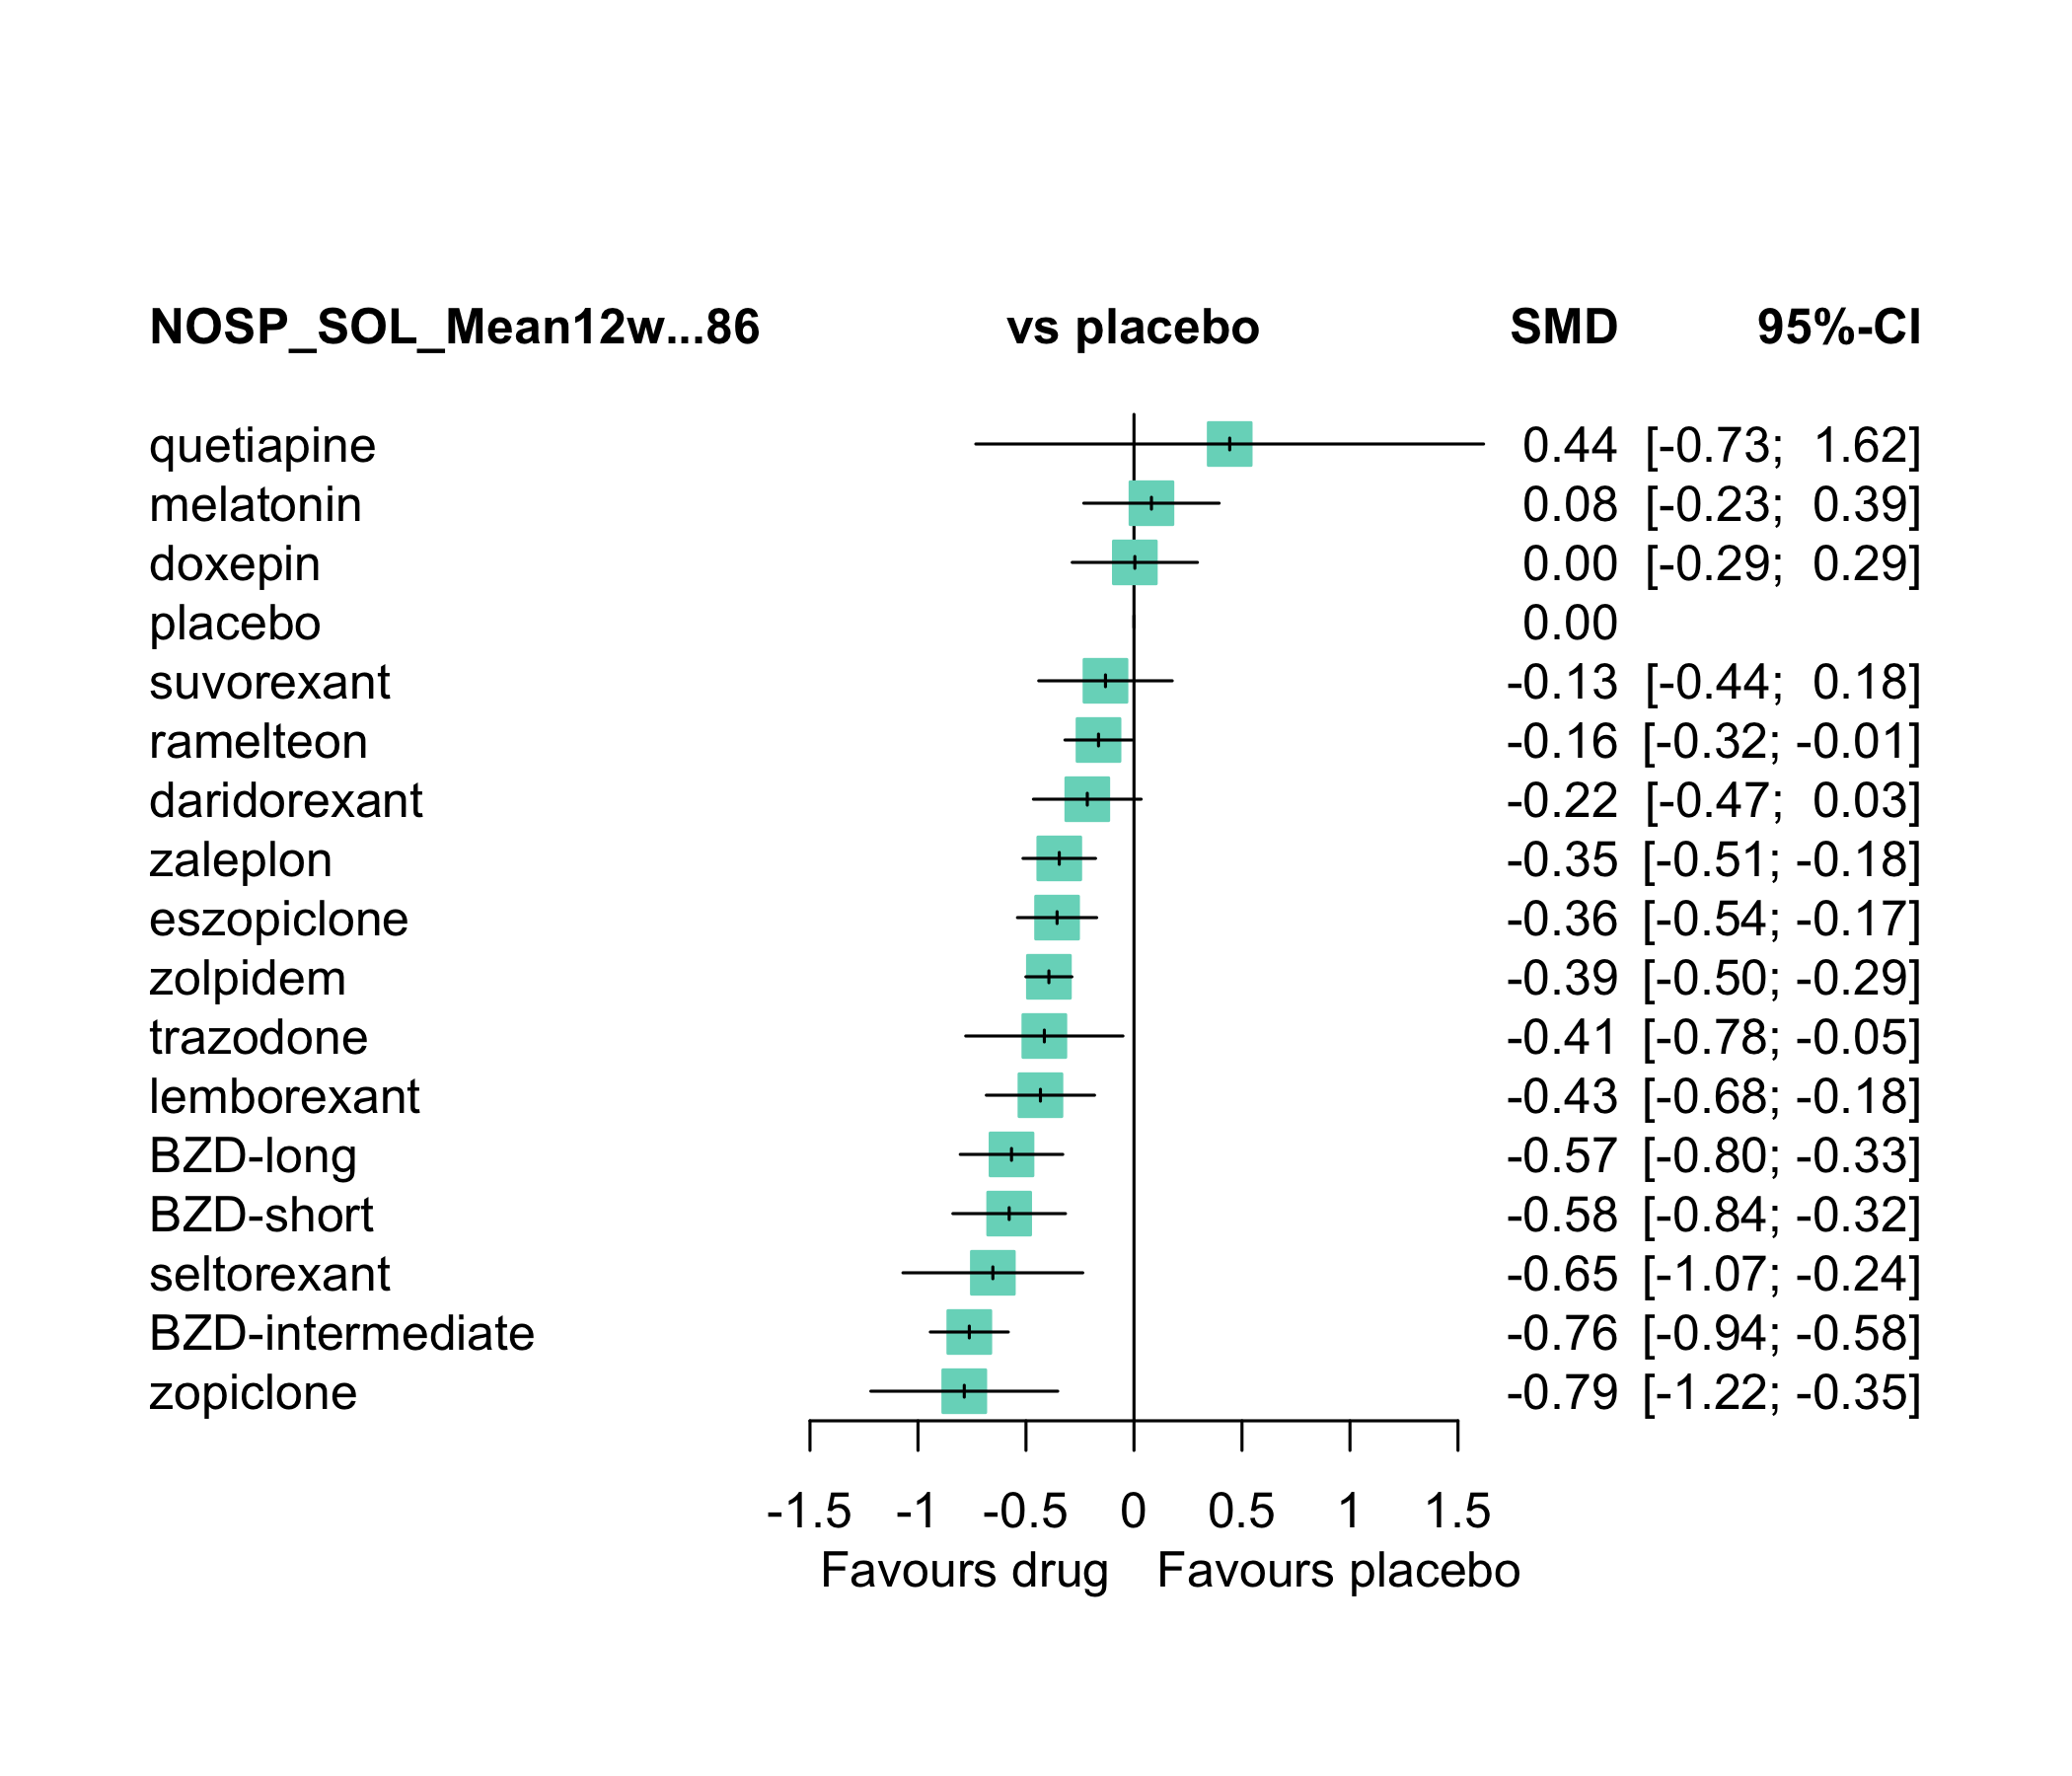 NOSP_SOL_Mean12w...86 vs placebo SMD 95%-CI
quetiapine 0.44 [-0.73; 1.62]
melatonin 0.08 [-0.23; 0.39]
doxepin 0.00 [-0.29; 0.29]
placebo 0.00
suvorexant -0.13 [-0.44; 0.18]
ramelteon -0.16 [-0.32; -0.01]
daridorexant -0.22 [-0.47; 0.03]
zaleplon -0.35 [-0.51; -0.18]
eszopiclone -0.36 [-0.54; -0.17]
zolpidem -0.39 [-0.50; -0.29]
trazodone -0.41 [-0.78; -0.05]
lemborexant -0.43 [-0.68; -0.18]
BZD-long -0.57 [-0.80; -0.33]
BZD-short -0.58 [-0.84; -0.32]
seltorexant -0.65 [-1.07; -0.24]
BZD-intermediate -0.76 [-0.94; -0.58]
zopiclone -0.79 [-1.22; -0.35]
-1.5 -1 -0.5 0 0.5 1 1.5
Favours drug Favours placebo